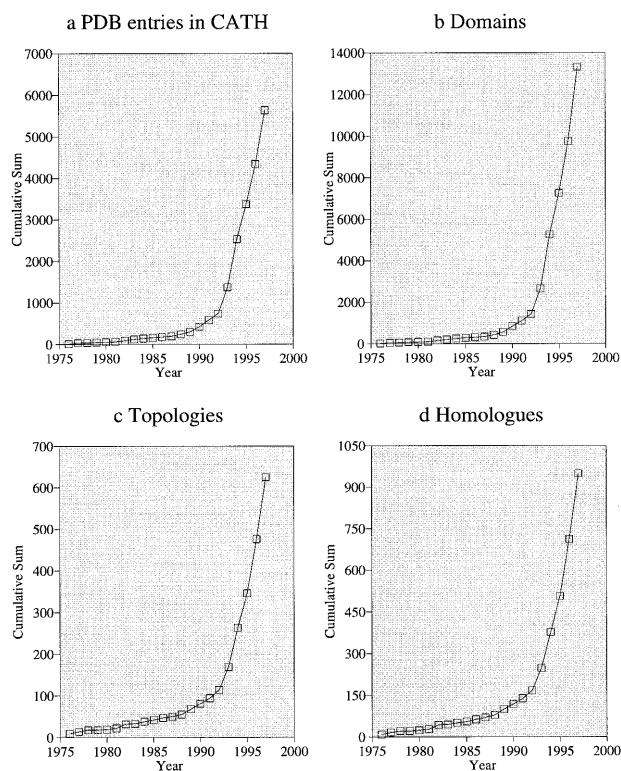 a PDB entries in CATH
7000
6000
5000
4000
3000
2000
1000
0
Cumulative Sum
1975 1980 1985 1990 1995 2000
Year
b Domains
14000
12000
10000
8000
6000
4000
2000
0
Cumulative Sum
1975 1980 1985 1990 1995 2000
Year
c Topologies
700
600
500
400
300
200
100
0
Cumulative Sum
1975 1980 1985 1990 1995 2000
Year
d Homologues
1050
900
750
600
450
300
150
0
Cumulative Sum
1975 1980 1985 1990 1995 2000
Year